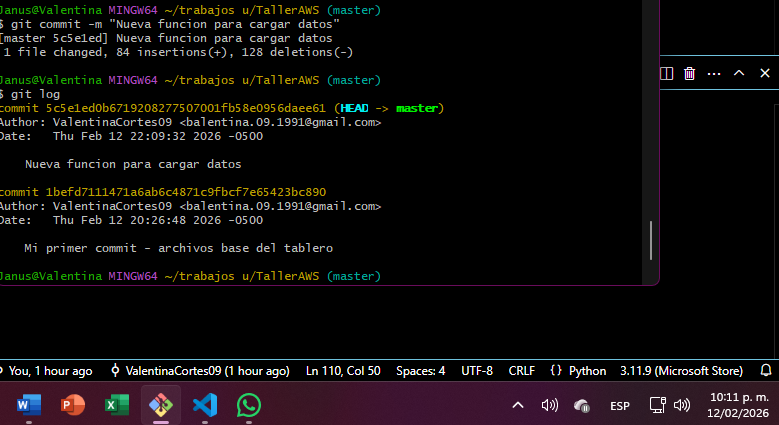 Janus@Valentina MINGW64 ~/trabajos u/TallerAWS (master)
$ git commit -m "Nueva funcion para cargar datos"
[master 5c5e1ed] Nueva funcion para cargar datos
1 file changed, 84 insertions(+), 128 deletions(-)
Janus@Valentina MINGW64 ~/trabajos u/TallerAWS (master)
$ git log
commit 5c5e1ed0b6719208277507001fb58e0956daee61 (HEAD -> master)
Author: ValentinaCortes09 <balentina.09.1991@gmail.com>
Date: Thu Feb 12 22:09:32 2026 -0500
Nueva funcion para cargar datos
commit 1befd7111471a6ab6c4871c9fbcf7e65423bc890
Author: ValentinaCortes09 <balentina.09.1991@gmail.com>
Date: Thu Feb 12 20:26:48 2026 -0500
Mi primer commit - archivos base del tablero
Janus@Valentina MINGW64 ~/trabajos u/TallerAWS (master)
You, 1 hour ago ValentinaCortes09 (1 hour ago) Ln 110, Col 50 Spaces: 4 UTF-8 CRLF {} Python 3.11.9 (Microsoft Store)
ESP
10:11 p. m.
12/02/2026